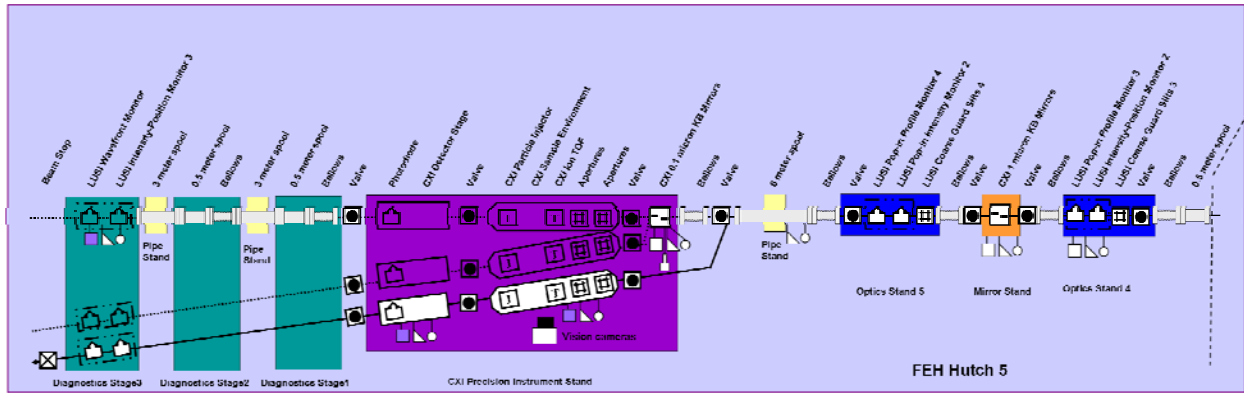 Beam Stop
LUSI Wavefront Monitor
LUSI Intensity-Position Monitor 3
3 meter spool
0.5 meter spool
Bellows
3 meter spool
0.5 meter spool
Bellows
Valve
Photodiode
CXI Detector Stage
Valve
CXI Particle Injector
CXI Sample Environment
CXI Ion TOF
Apertures
Apertures
Valve
CXI 0.1 micron KB Mirrors
Bellows
Valve
8 meter spool
Bellows
Valve
LUSI Pop-in Profile Monitor 4
LUSI Pop-in Intensity Monitor 2
LUSI Coarse Guard Slits 4
Bellows
Valve
CXI 1 micron KB Mirrors
Valve
Bellows
LUSI Pop-in Profile Monitor 3
LUSI Intensity-Position Monitor 2
LUSI Coarse Guard Slits 3
Valve
Bellows
0.5 meter spool
Pipe
Stand
Pipe
Stand
Pipe
Stand
Optics Stand 5
Mirror Stand
Optics Stand 4
Vision cameras
FEH Hutch 5
Diagnostics Stage3
Diagnostics Stage2
Diagnostics Stage1
CXI Precision Instrument Stand